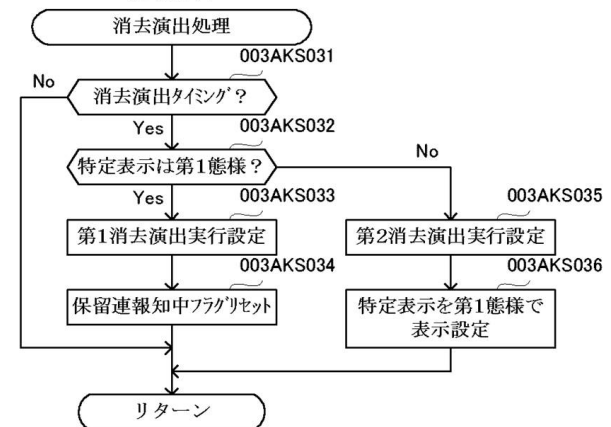 消去演出処理
003AKS031
No
消去演出タイミング?
Yes
003AKS032
特定表示は第1態様?
No
Yes
003AKS033
003AKS035
第1消去演出実行設定
第2消去演出実行設定
003AKS034
003AKS036
保留連報知中フラグリセット
特定表示を第1態様で
表示設定
リターン